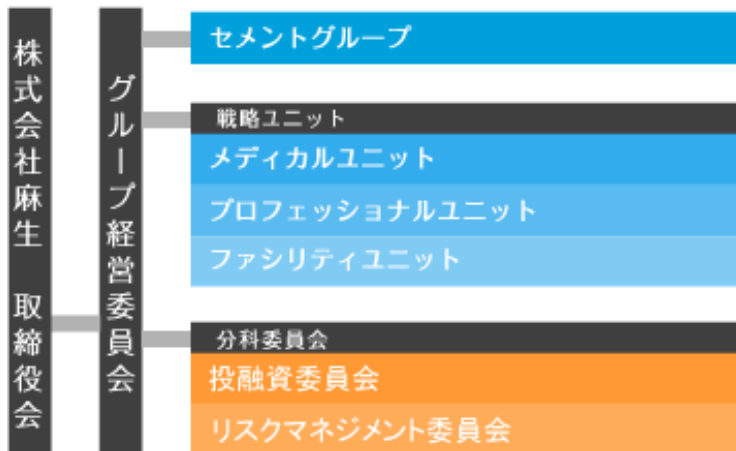 株式会社麻生 取締役会
グループ経営委員会
セメントグループ
戦略ユニット
メディカルユニット
プロフェッショナルユニット
ファシリティユニット
分科委員会
投融資委員会
リスクマネジメント委員会